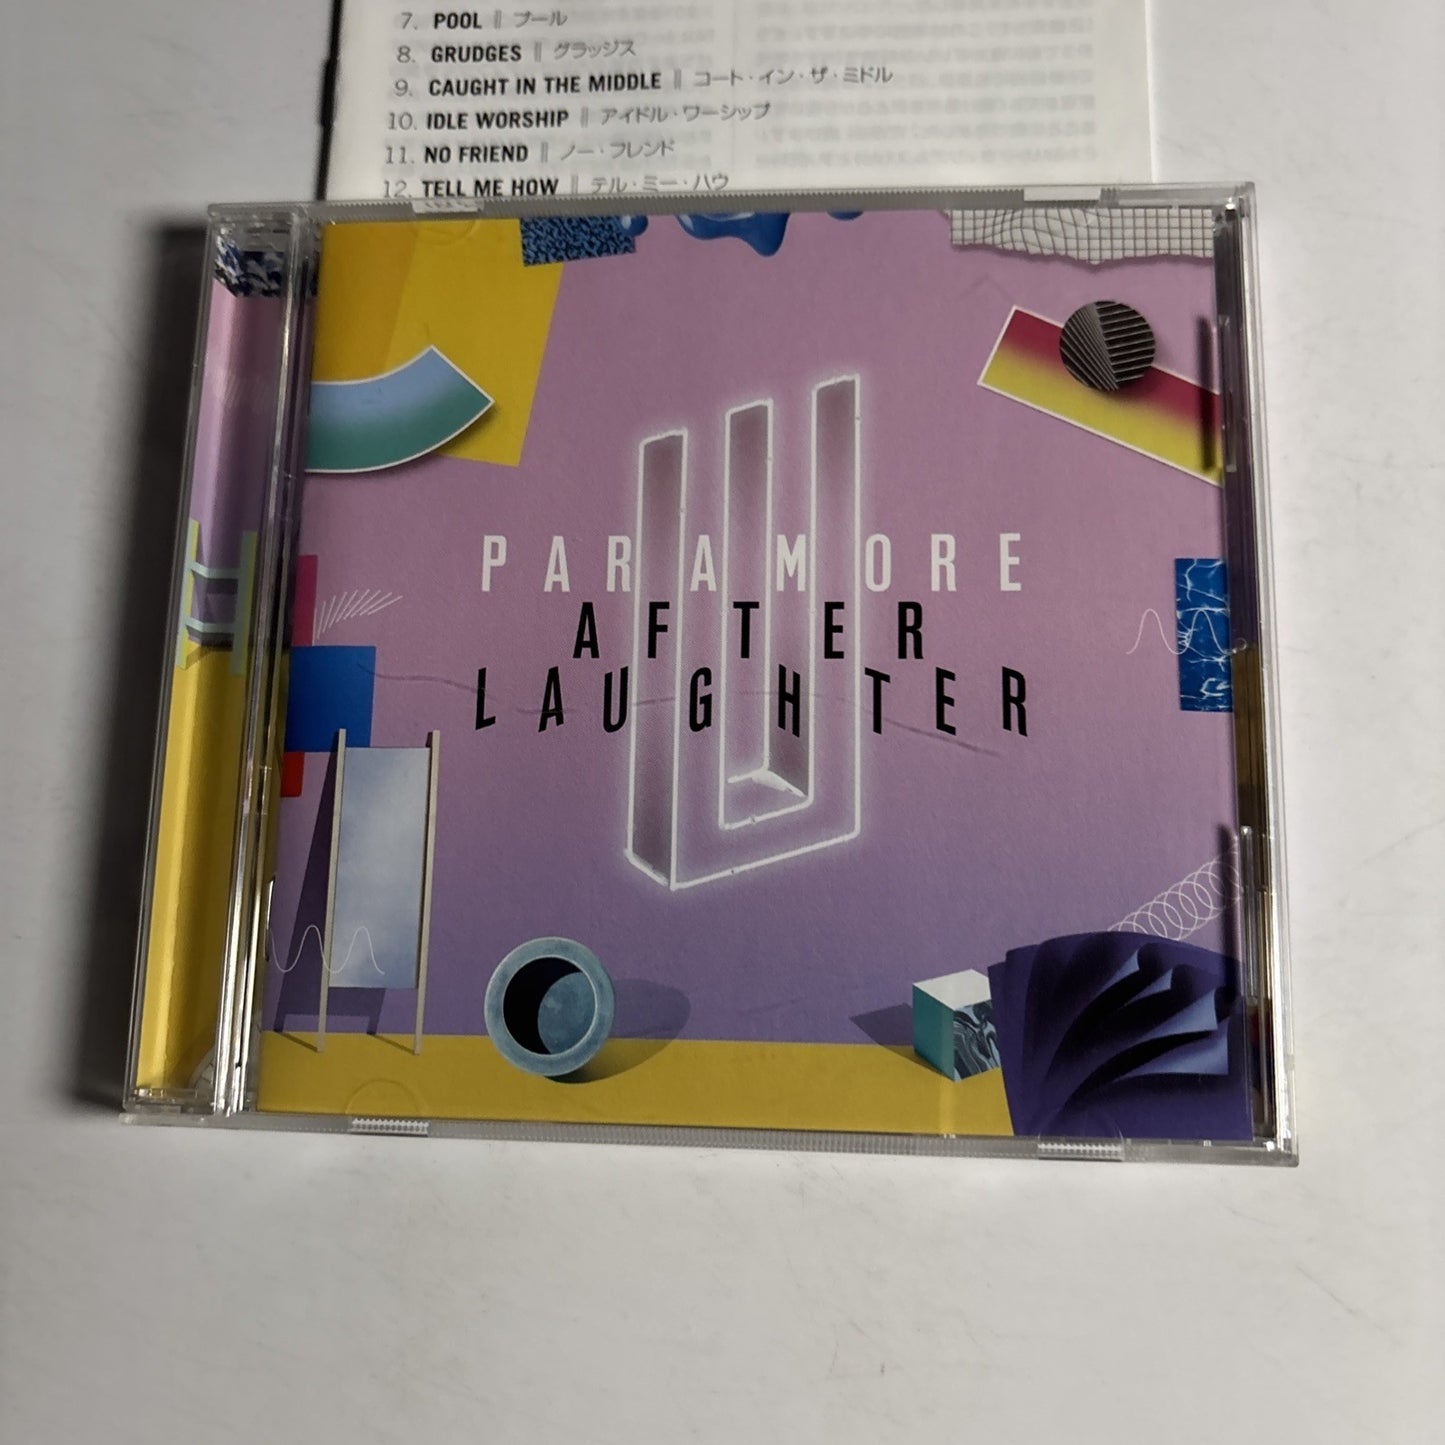 7. POOL || プール
8. GRUDGES || グラッジス
9. CAUGHT IN THE MIDDLE || コート・イン・ザ・ミドル
10. IDLE WORSHIP || アイドル・ワーシップ
11. NO FRIEND || ノー・フレンド
12. TELL ME HOW || テル・ミー・ハウ
PARAMORE
AFTER
LAUGHTER